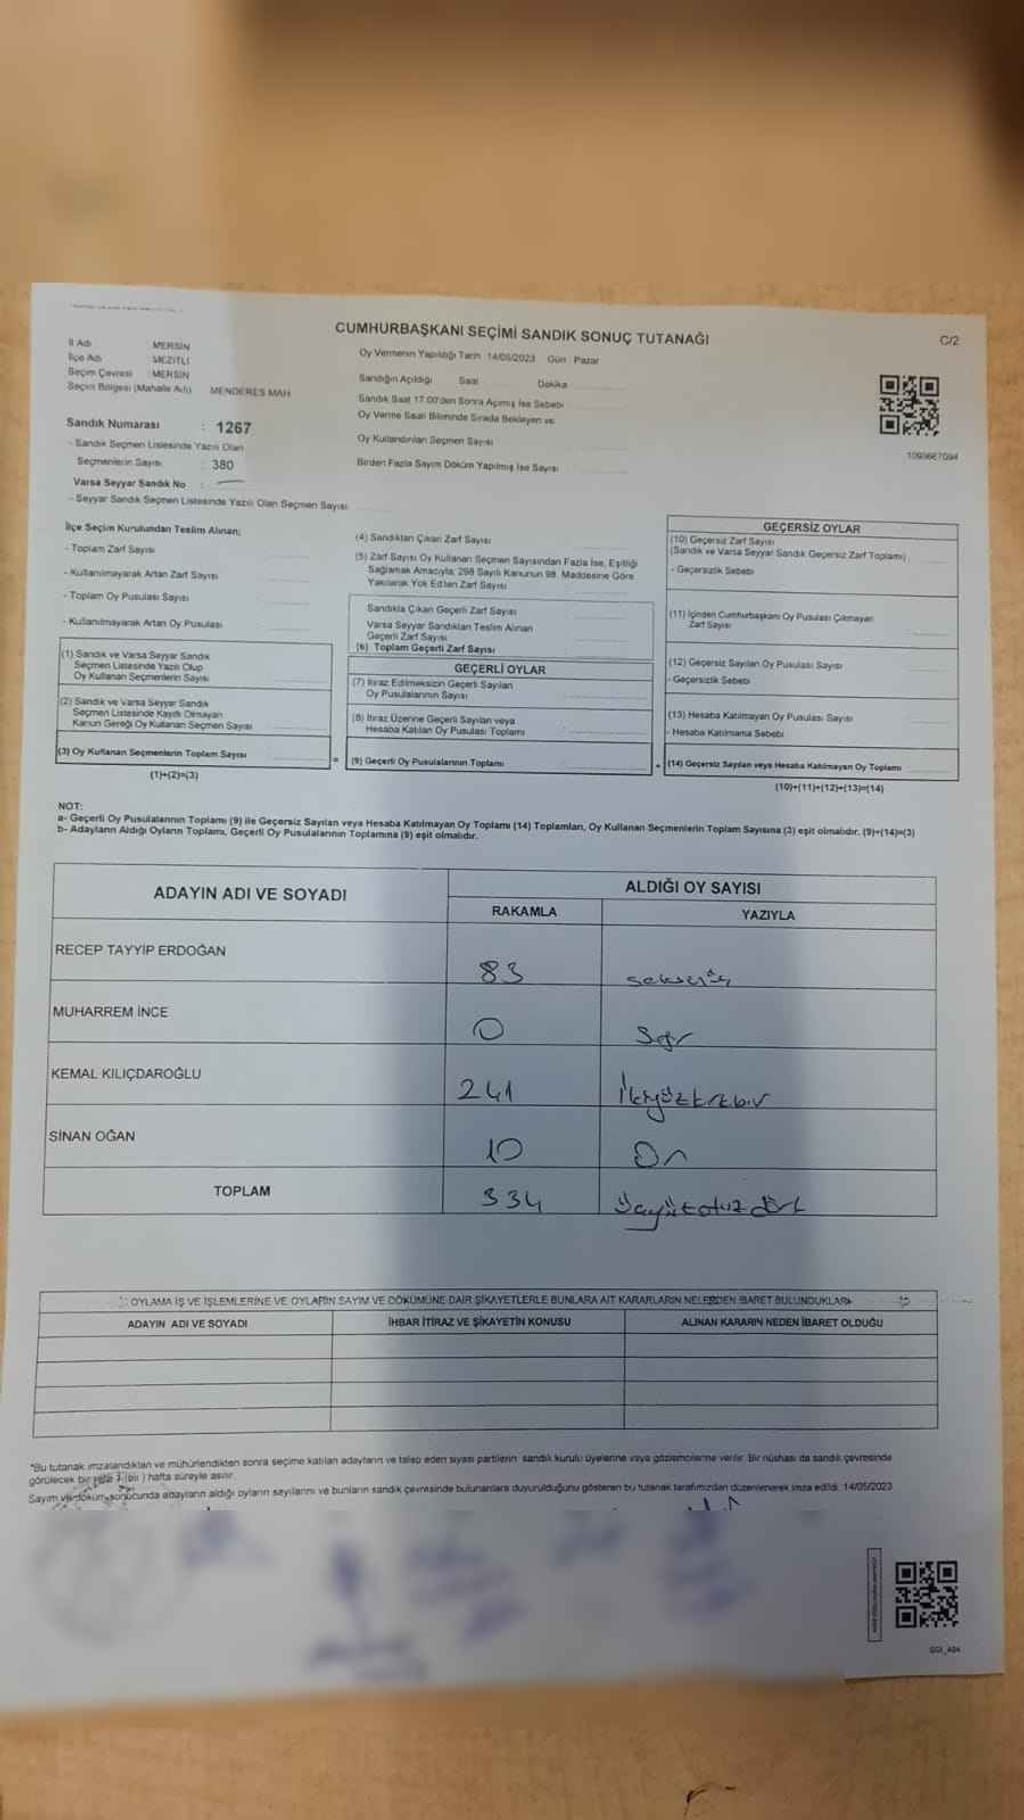 CUMHURBAŞKANI SEÇİMİ SANDIK SONUÇ TUTANAĞI
C/2
İl Adı MERSİN
İlçe Adı MEZİTLİ
Seçim Çevresi : MERSİN
Seçim Bölgesi (Mahalle Adı) MENDERES MAH
Sandık Numarası : 1267
- Sandık Seçmen Listesinde Yazılı Olan
Seçmenlerin Sayısı : 380
Varsa Seyyar Sandık No :
- Seyyar Sandık Seçmen Listesinde Yazılı Olan Seçmen Sayısı
Oy Vermenin Yapıldığı Tarih : 14/05/2023 Gün : Pazar
Sandığın Açıldığı Saat Dakika
Sandık Saat 17.00'den Sonra Açılmış İse Sebebi
Oy Verme Saati Bitiminde Sırada Bekleyen ve
Oy Kullandırılan Seçmen Sayısı
Birden Fazla Sayım Döküm Yapılmış İse Sayısı
İlçe Seçim Kurulundan Teslim Alınan;
- Toplam Zarf Sayısı
- Kullanılmayarak Artan Zarf Sayısı
- Toplam Oy Pusulası Sayısı
- Kullanılmayarak Artan Oy Pusulası
(1) Sandık ve Varsa Seyyar Sandık
Seçmen Listesinde Yazılı Olup
Oy Kullanan Seçmenlerin Sayısı
(2) Sandık ve Varsa Seyyar Sandık
Seçmen Listesinde Kayıtlı Olmayan
Kanun Gereği Oy Kullanan Seçmen Sayısı
(3) Oy Kullanan Seçmenlerin Toplam Sayısı
(1)+(2)=(3)
(4) Sandıktan Çıkan Zarf Sayısı
(5) Zarf Sayısı Oy Kullanan Seçmen Sayısından Fazla İse, Eşitliği
Sağlamak Amacıyla, 298 Sayılı Kanunun 98. Maddesine Göre
Yakılarak Yok Edilen Zarf Sayısı
Sandıkta Çıkan Geçerli Zarf Sayısı
Varsa Seyyar Sandıktan Teslim Alınan
Geçerli Zarf Sayısı
(6) Toplam Geçerli Zarf Sayısı
GEÇERLİ OYLAR
(7) İtiraz Edilmeksizin Geçerli Sayılan
Oy Pusulalarının Sayısı
(8) İtiraz Üzerine Geçerli Sayılan veya
Hesaba Katılan Oy Pusulası Toplamı
= (9) Geçerli Oy Pusulalarının Toplamı
GEÇERSİZ OYLAR
(10) Geçersiz Zarf Sayısı
(Sandık ve Varsa Seyyar Sandık Geçersiz Zarf Toplamı)
- Geçersizlik Sebebi
(11) İçinden Cumhurbaşkanı Oy Pusulası Çıkmayan
Zarf Sayısı
(12) Geçersiz Sayılan Oy Pusulası Sayısı
- Geçersizlik Sebebi
(13) Hesaba Katılmayan Oy Pusulası Sayısı
- Hesaba Katılmama Sebebi
+ (14) Geçersiz Sayılan veya Hesaba Katılmayan Oy Toplamı
(10)+(11)+(12)+(13)=(14)
NOT:
a- Geçerli Oy Pusulalarının Toplamı (9) ile Geçersiz Sayılan veya Hesaba Katılmayan Oy Toplamı (14) Toplamları, Oy Kullanan Seçmenlerin Toplam Sayısına (3) eşit olmalıdır. (9)+(14)=(3)
b- Adayların Aldığı Oyların Toplamı, Geçerli Oy Pusulalarının Toplamına (9) eşit olmalıdır.
ADAYIN ADI VE SOYADI ALDIĞI OY SAYISI
RAKAMLA YAZIYLA
RECEP TAYYİP ERDOĞAN 83 seksenüç
MUHARREM İNCE 0 Sıfır
KEMAL KILIÇDAROĞLU 241 İkiyüzkırkbir
SİNAN OĞAN 10 On
TOPLAM 334 Üçyüzotuzdört
OYLAMA İŞ VE İŞLEMLERİNE VE OYLARIN SAYIM VE DÖKÜMÜNE DAİR ŞİKAYETLERLE BUNLARA AİT KARARLARIN NELERDEN İBARET BULUNDUKLARI
ADAYIN ADI VE SOYADI İHBAR İTİRAZ VE ŞİKAYETİN KONUSU ALINAN KARARIN NEDEN İBARET OLDUĞU
*Bu tutanak imzalandıktan ve mühürlendikten sonra seçime katılan adayların ve talep eden siyasi partilerin sandık kurulu üyelerine veya gözlemcilerine verilir. Bir nüshası da sandık çevresinde
görülecek bir yere 1 (bir) hafta süreyle asılır.
Sayım ve döküm sonucunda adayların aldığı oyların sayılarını ve bunların sandık çevresinde bulunanlara duyurulduğunu gösteren bu tutanak tarafımızdan düzenlenerek imza edildi. 14/05/2023